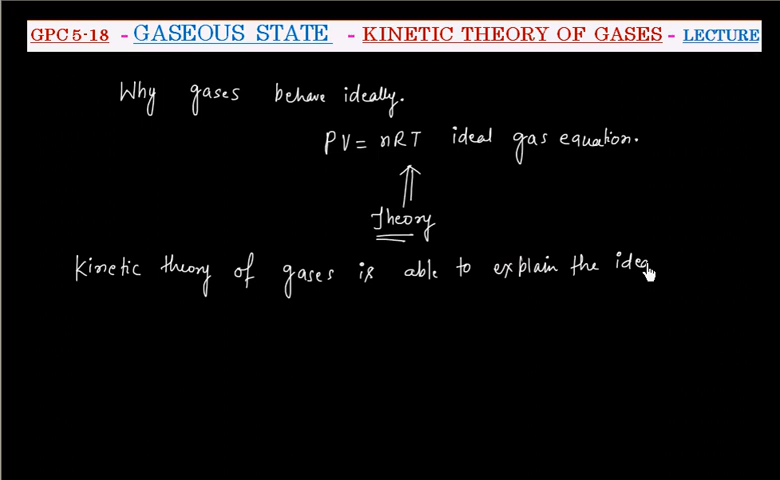 GPC 5-18 - GASEOUS STATE - KINETIC THEORY OF GASES - LECTURE
Why gases behave ideally.
PV = nRT ideal gas equation.
Theory
Kinetic theory of gases is able to explain the idea